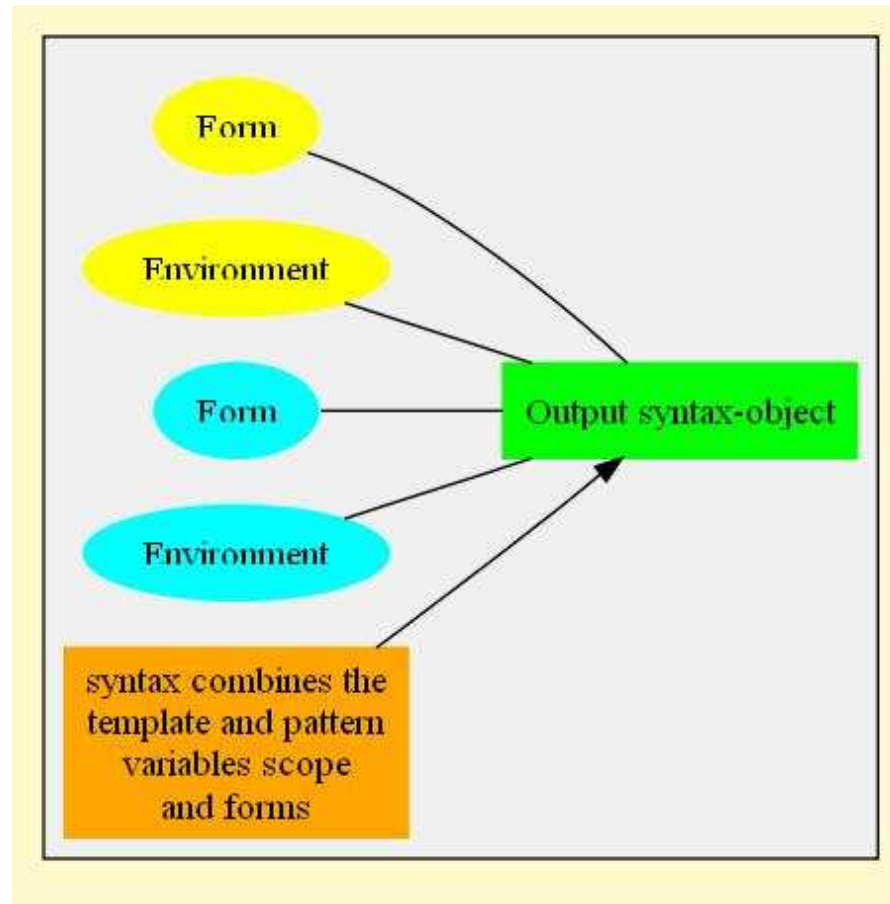 Form
Environment
Form
Output syntax-object
Environment
syntax combines the
template and pattern
variables scope
and forms